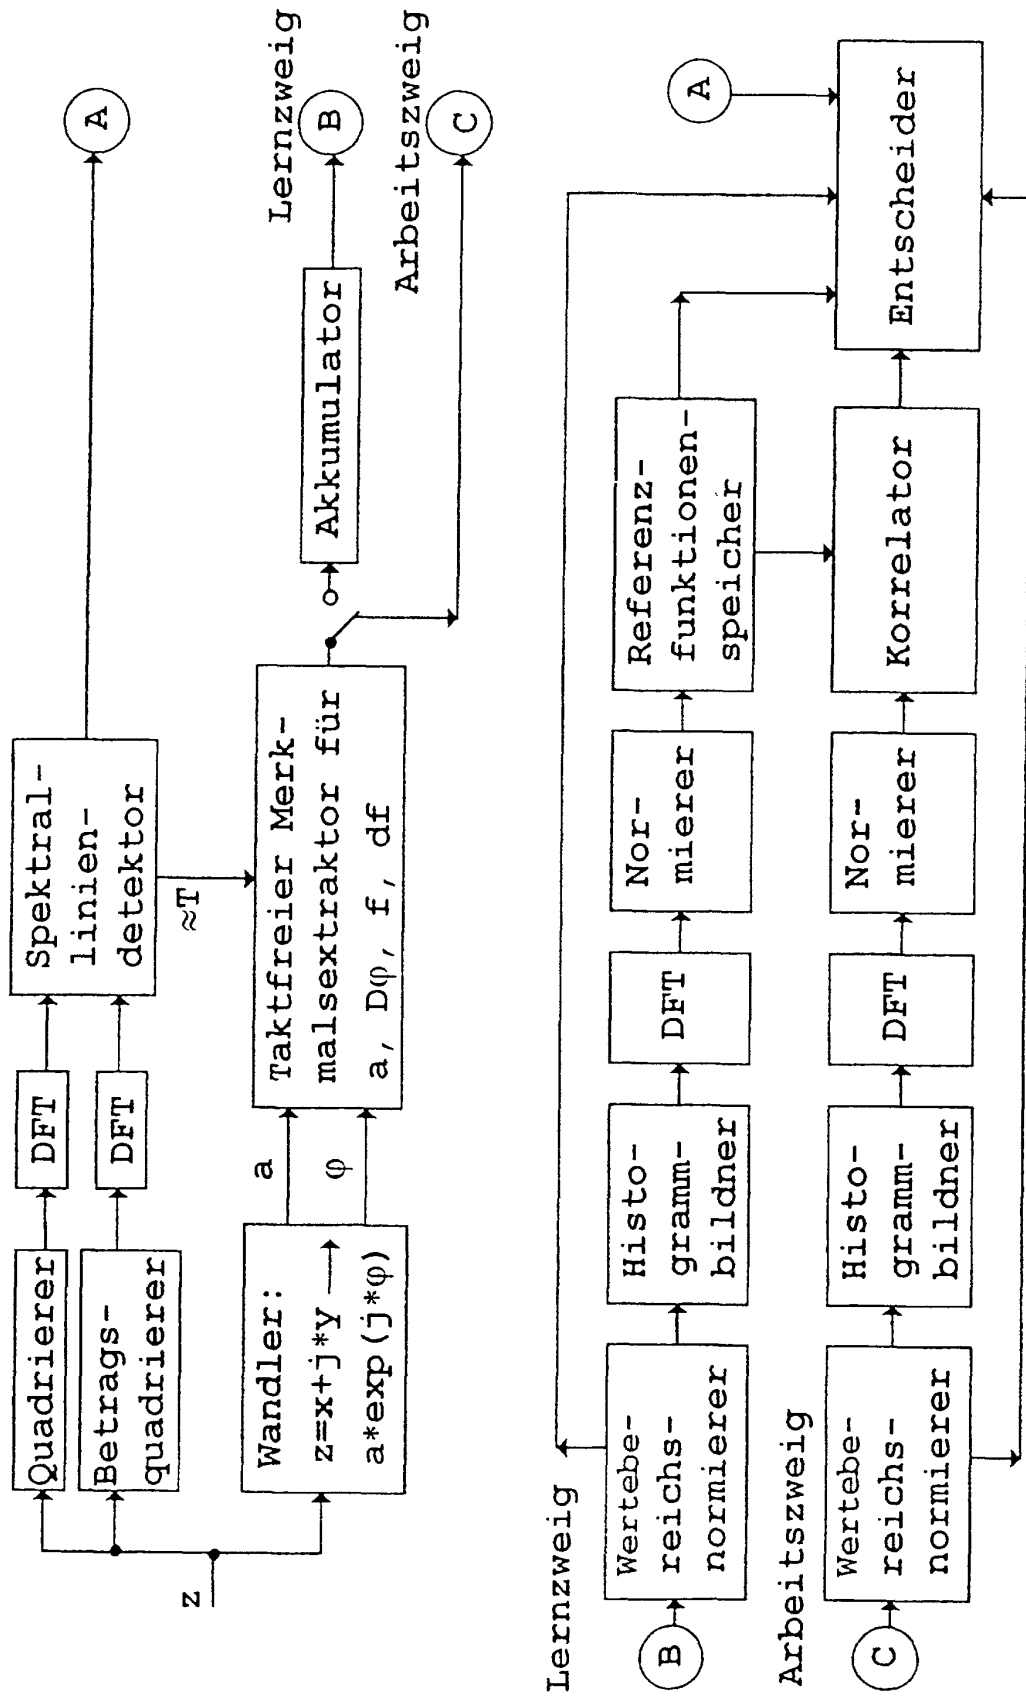 Quadrierer
DFT
Spektral-
linien-
detektor
A
Betrags-
quadrierer
DFT
≈T
z
Wandler:
z=x+j*y
a*exp(j*φ)
a
φ
Taktfreier Merk-
malsextraktor für
a, Dφ, f, df
Akkumulator
Lernzweig
B
Arbeitszweig
C
Lernzweig
B
Wertebe-
reichs-
normierer
Histo-
gramm-
bildner
DFT
Nor-
mierer
Referenz-
funktionen-
speicher
A
Arbeitszweig
C
Wertebe-
reichs-
normierer
Histo-
gramm-
bildner
DFT
Nor-
mierer
Korrelator
Entscheider